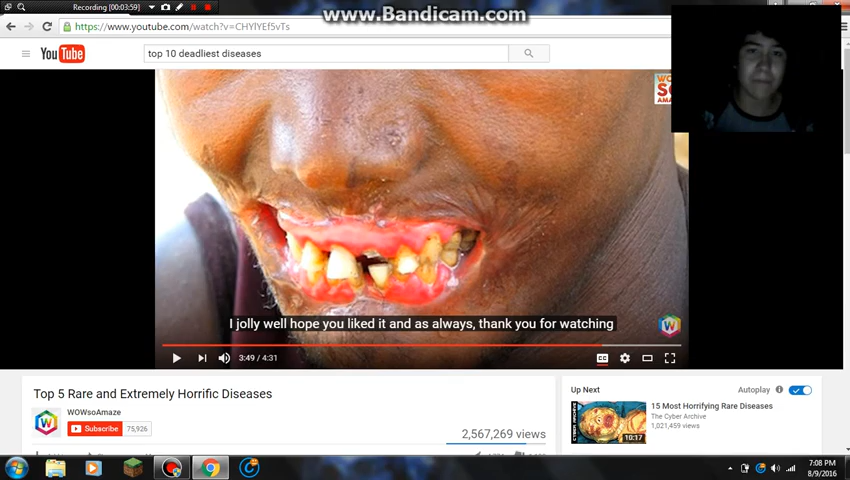 www.Bandicam.com
Recording [00:03:59]
https://www.youtube.com/watch?v=CHYlYEf5vTs
YouTube
top 10 deadliest diseases
I jolly well hope you liked it and as always, thank you for watching
3:49 / 4:31
Top 5 Rare and Extremely Horrific Diseases
WOWsoAmaze
Subscribe 75,926
2,567,269 views
Up Next
Autoplay
15 Most Horrifying Rare Diseases
The Cyber Archive
1,021,459 views
10:17
7:08 PM
8/9/2016